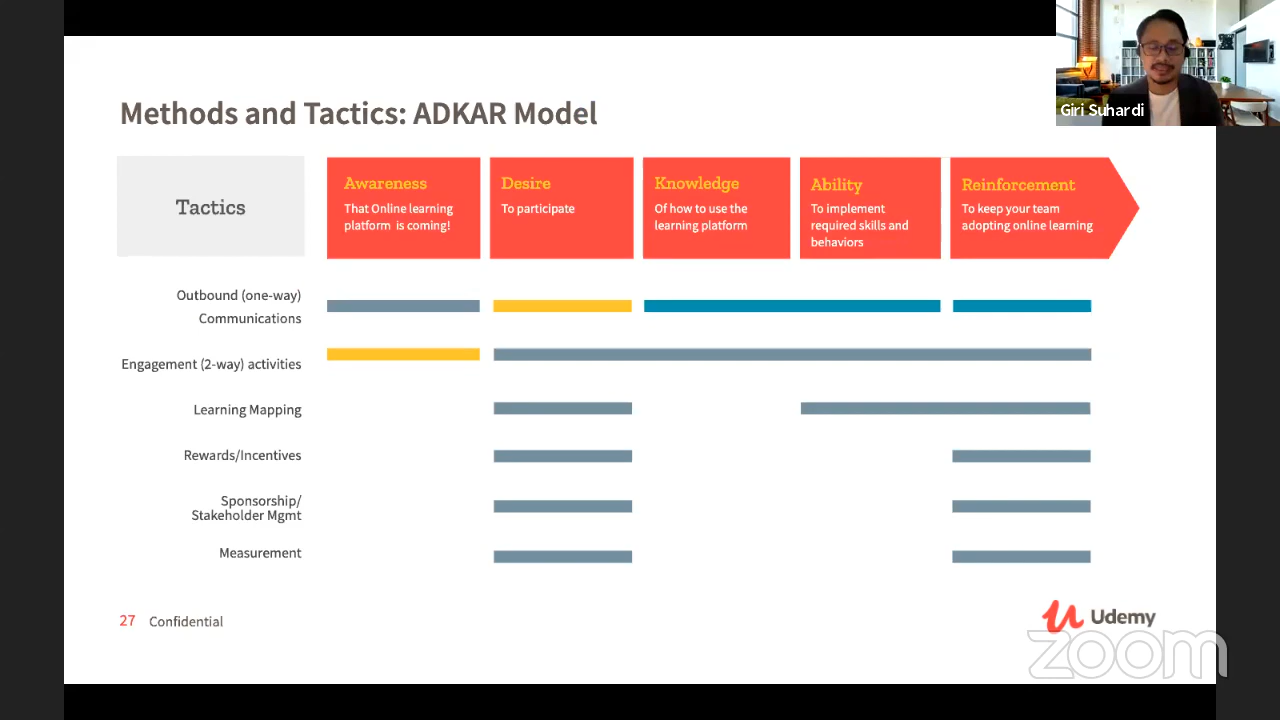 Giri Suhardi
Methods and Tactics: ADKAR Model
Tactics
Awareness
That Online learning
platform is coming!
Desire
To participate
Knowledge
Of how to use the
learning platform
Ability
To implement
required skills and
behaviors
Reinforcement
To keep your team
adopting online learning
Outbound (one-way)
Communications
Engagement (2-way) activities
Learning Mapping
Rewards/Incentives
Sponsorship/
Stakeholder Mgmt
Measurement
27 Confidential
Udemy
zoom